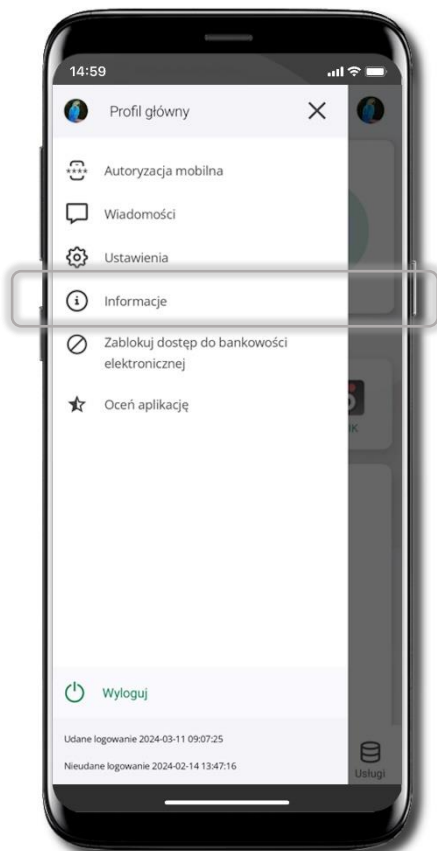 14:59
Profil główny
Autoryzacja mobilna
Wiadomości
Ustawienia
Informacje
Zablokuj dostęp do bankowości
elektronicznej
Oceń aplikację
IK
Wyloguj
Udane logowanie 2024-03-11 09:07:25
Nieudane logowanie 2024-02-14 13:47:16
Usługi